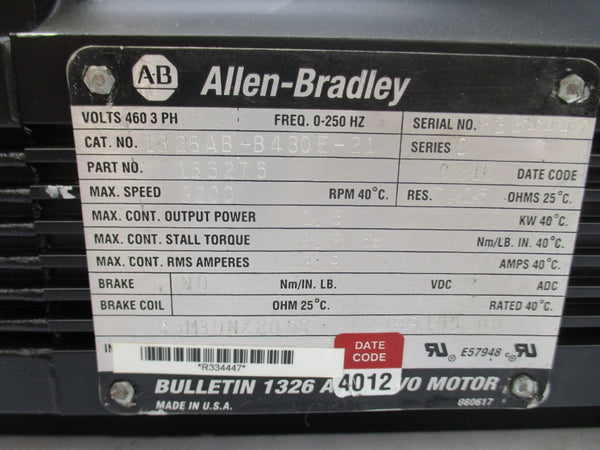 A-B Allen-Bradley
VOLTS 460 3 PH FREQ. 0-250 HZ SERIAL NO. R334447
CAT. NO. 1326AB-B430E-21 SERIES C
PART NO. 153275 DATE CODE
MAX. SPEED 3200 RPM 40°C. RES. OHMS 25°C.
MAX. CONT. OUTPUT POWER KW 40°C.
MAX. CONT. STALL TORQUE Nm/LB. IN. 40°C.
MAX. CONT. RMS AMPERES AMPS 40°C.
BRAKE NO Nm/IN. LB. VDC ADC
BRAKE COIL OHM 25°C. RATED 40°C.
DATE CODE
4012
E57948
*R334447*
BULLETIN 1326 MOTOR
MADE IN U.S.A. 080617